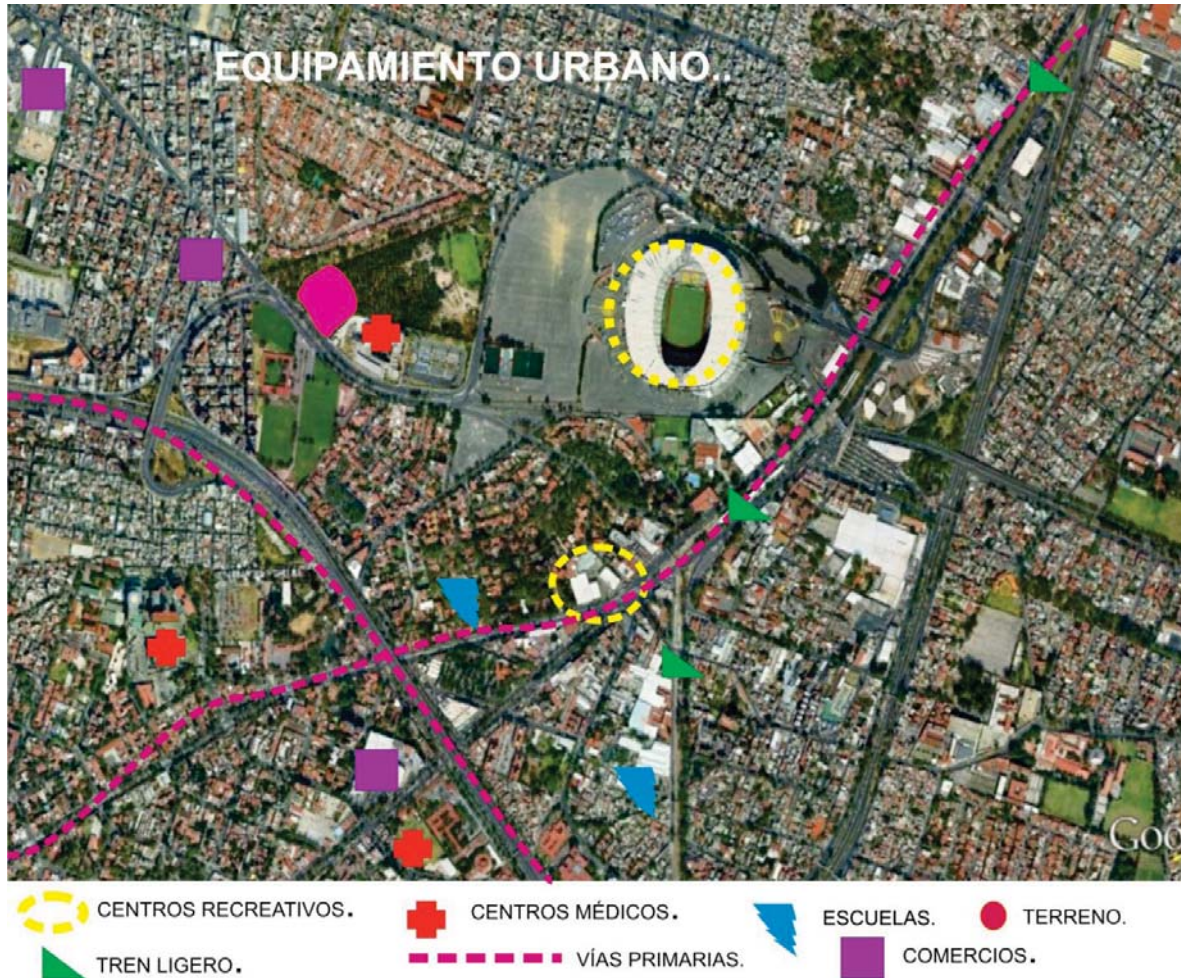 EQUIPAMIENTO URBANO..
Goo
CENTROS RECREATIVOS.
CENTROS MÉDICOS.
ESCUELAS.
TERRENO.
TREN LIGERO.
VÍAS PRIMARIAS.
COMERCIOS.